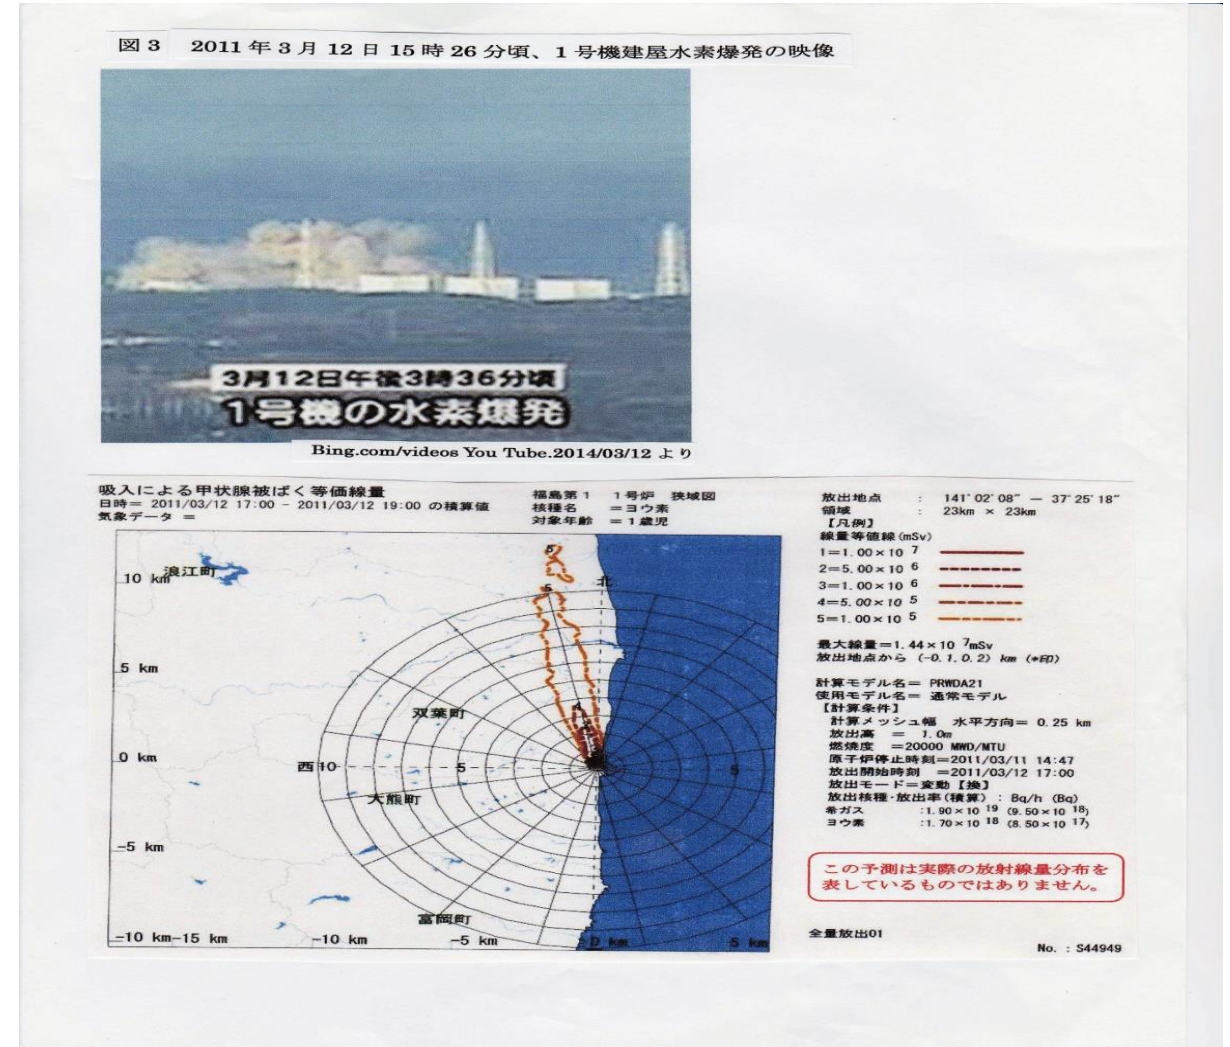 図3 2011年3月12日15時26分頃、1号機建屋水素爆発の映像
3月12日午後3時36分頃
1号機の水素爆発
Bing.com/videos You Tube.2014/03/12 より
吸入による甲状腺被ばく等価線量
日時= 2011/03/12 17:00 - 2011/03/12 19:00 の積算値
気象データ =
福島第1 1号炉 狭域図
核種名 =ヨウ素
対象年齢 =1歳児
放出地点 : 141°02'08" - 37°25'18"
領域 : 23km × 23km
【凡例】
線量等値線(mSv)
1=1.00×10 7
2=5.00×10 6
3=1.00×10 6
4=5.00×10 5
5=1.00×10 5
最大線量=1.44×10 7mSv
放出地点から (-0.1,0.2) km (*印)
計算モデル名= PRWDA21
使用モデル名= 通常モデル
【計算条件】
計算メッシュ幅 水平方向= 0.25 km
放出高 = 1.0m
燃焼度 =20000 MWD/MTU
原子炉停止時刻=2011/03/11 14:47
放出開始時刻 =2011/03/12 17:00
放出モード=変動【換】
放出核種・放出率(積算) : Bq/h (Bq)
希ガス :1.90×10 19 (9.50×10 18)
ヨウ素 :1.70×10 18 (8.50×10 17)
この予測は実際の放射線量分布を
表しているものではありません。
全量放出01
No. : S44949
5
10 km
浪江町
北
5
5 km
双葉町
4
0 km
西10
5
5
大熊町
-5 km
富岡町
-10 km
-15 km
-10 km
-5 km
0 km
5 km